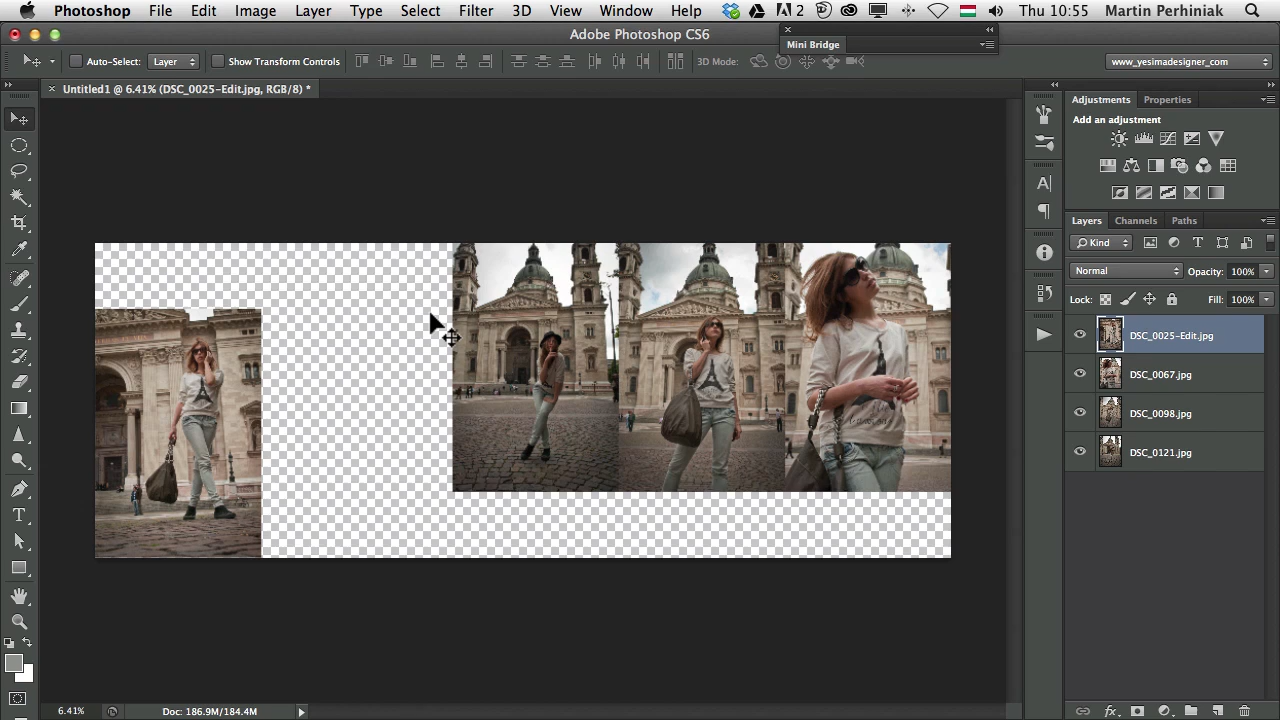 Photoshop File Edit Image Layer Type Select Filter 3D View Window Help 2 Thu 10:55 Martin Perhiniak
Adobe Photoshop CS6
Mini Bridge
Auto-Select: Layer Show Transform Controls 3D Mode: www_yesimadesigner_com
× Untitled1 @ 6.41% (DSC_0025-Edit.jpg, RGB/8) *
Adjustments Properties
Add an adjustment
Layers Channels Paths
Kind
Normal Opacity: 100%
Lock: Fill: 100%
DSC_0025-Edit.jpg
DSC_0067.jpg
DSC_0098.jpg
DSC_0121.jpg
6.41% Doc: 186.9M/184.4M